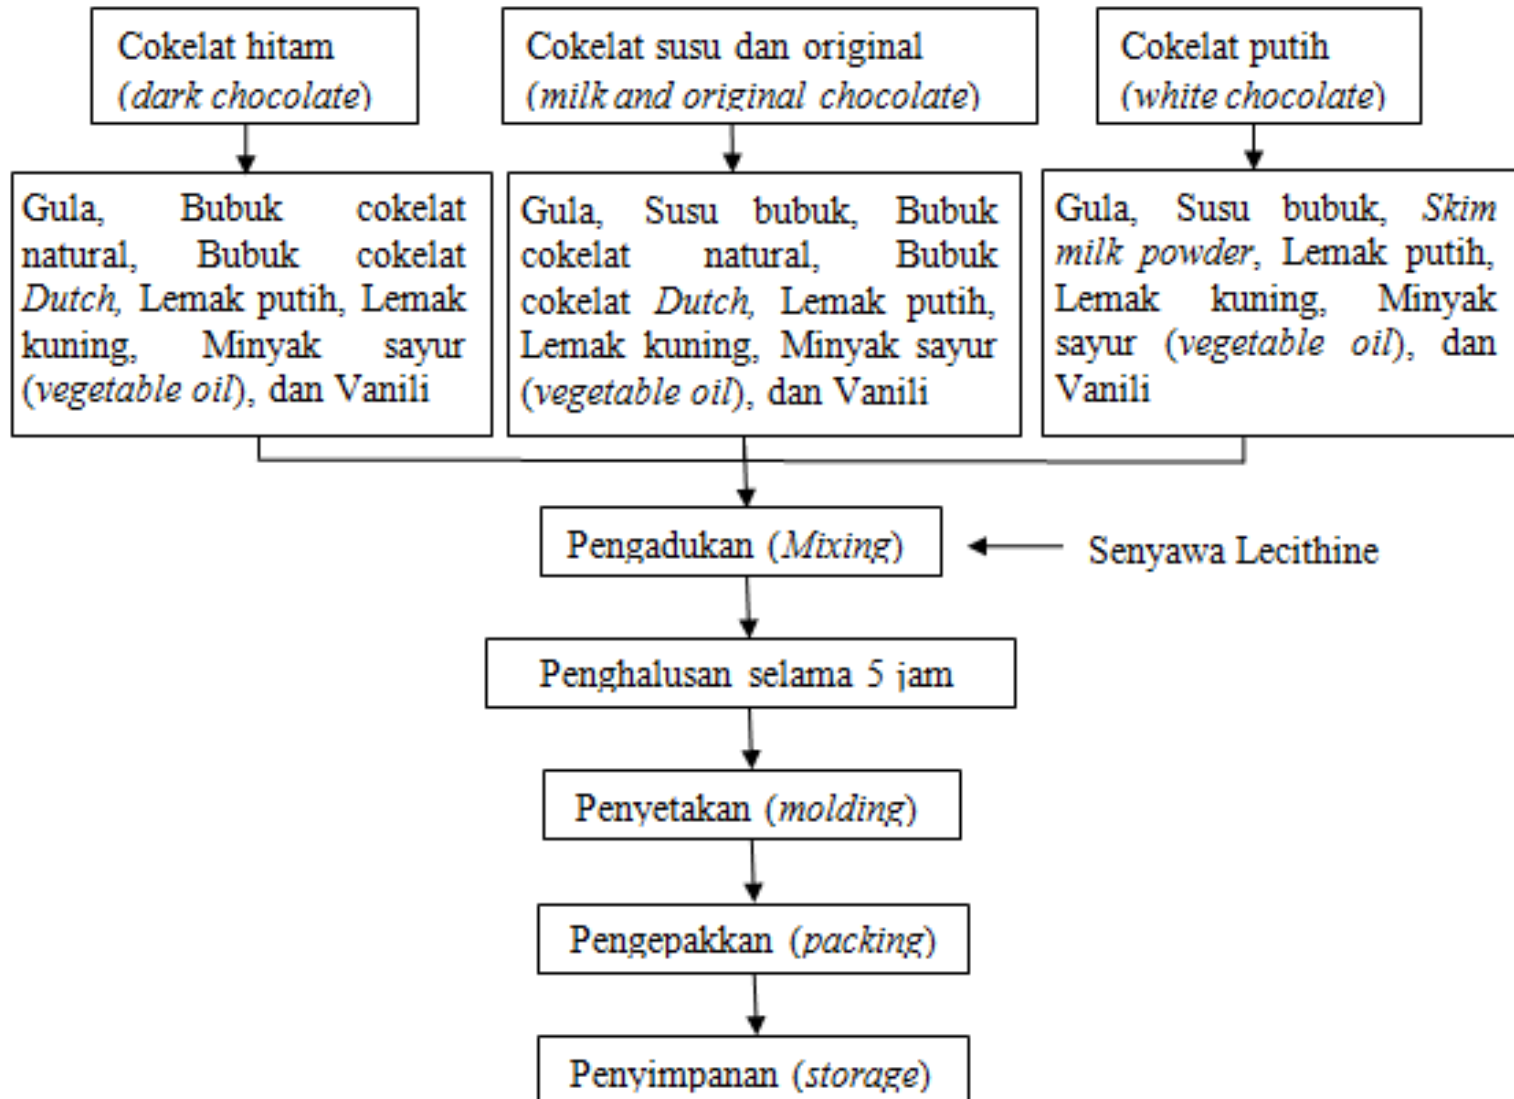 Cokelat hitam
(dark chocolate)
Cokelat susu dan original
(milk and original chocolate)
Cokelat putih
(white chocolate)
Gula, Bubuk cokelat
natural, Bubuk cokelat
Dutch, Lemak putih, Lemak
kuning, Minyak sayur
(vegetable oil), dan Vanili
Gula, Susu bubuk, Bubuk
cokelat natural, Bubuk
cokelat Dutch, Lemak putih,
Lemak kuning, Minyak sayur
(vegetable oil), dan Vanili
Gula, Susu bubuk, Skim
milk powder, Lemak putih,
Lemak kuning, Minyak
sayur (vegetable oil), dan
Vanili
Pengadukan (Mixing)
Senyawa Lecithine
Penghalusan selama 5 jam
Penyetakan (molding)
Pengepakkan (packing)
Penyimpanan (storage)